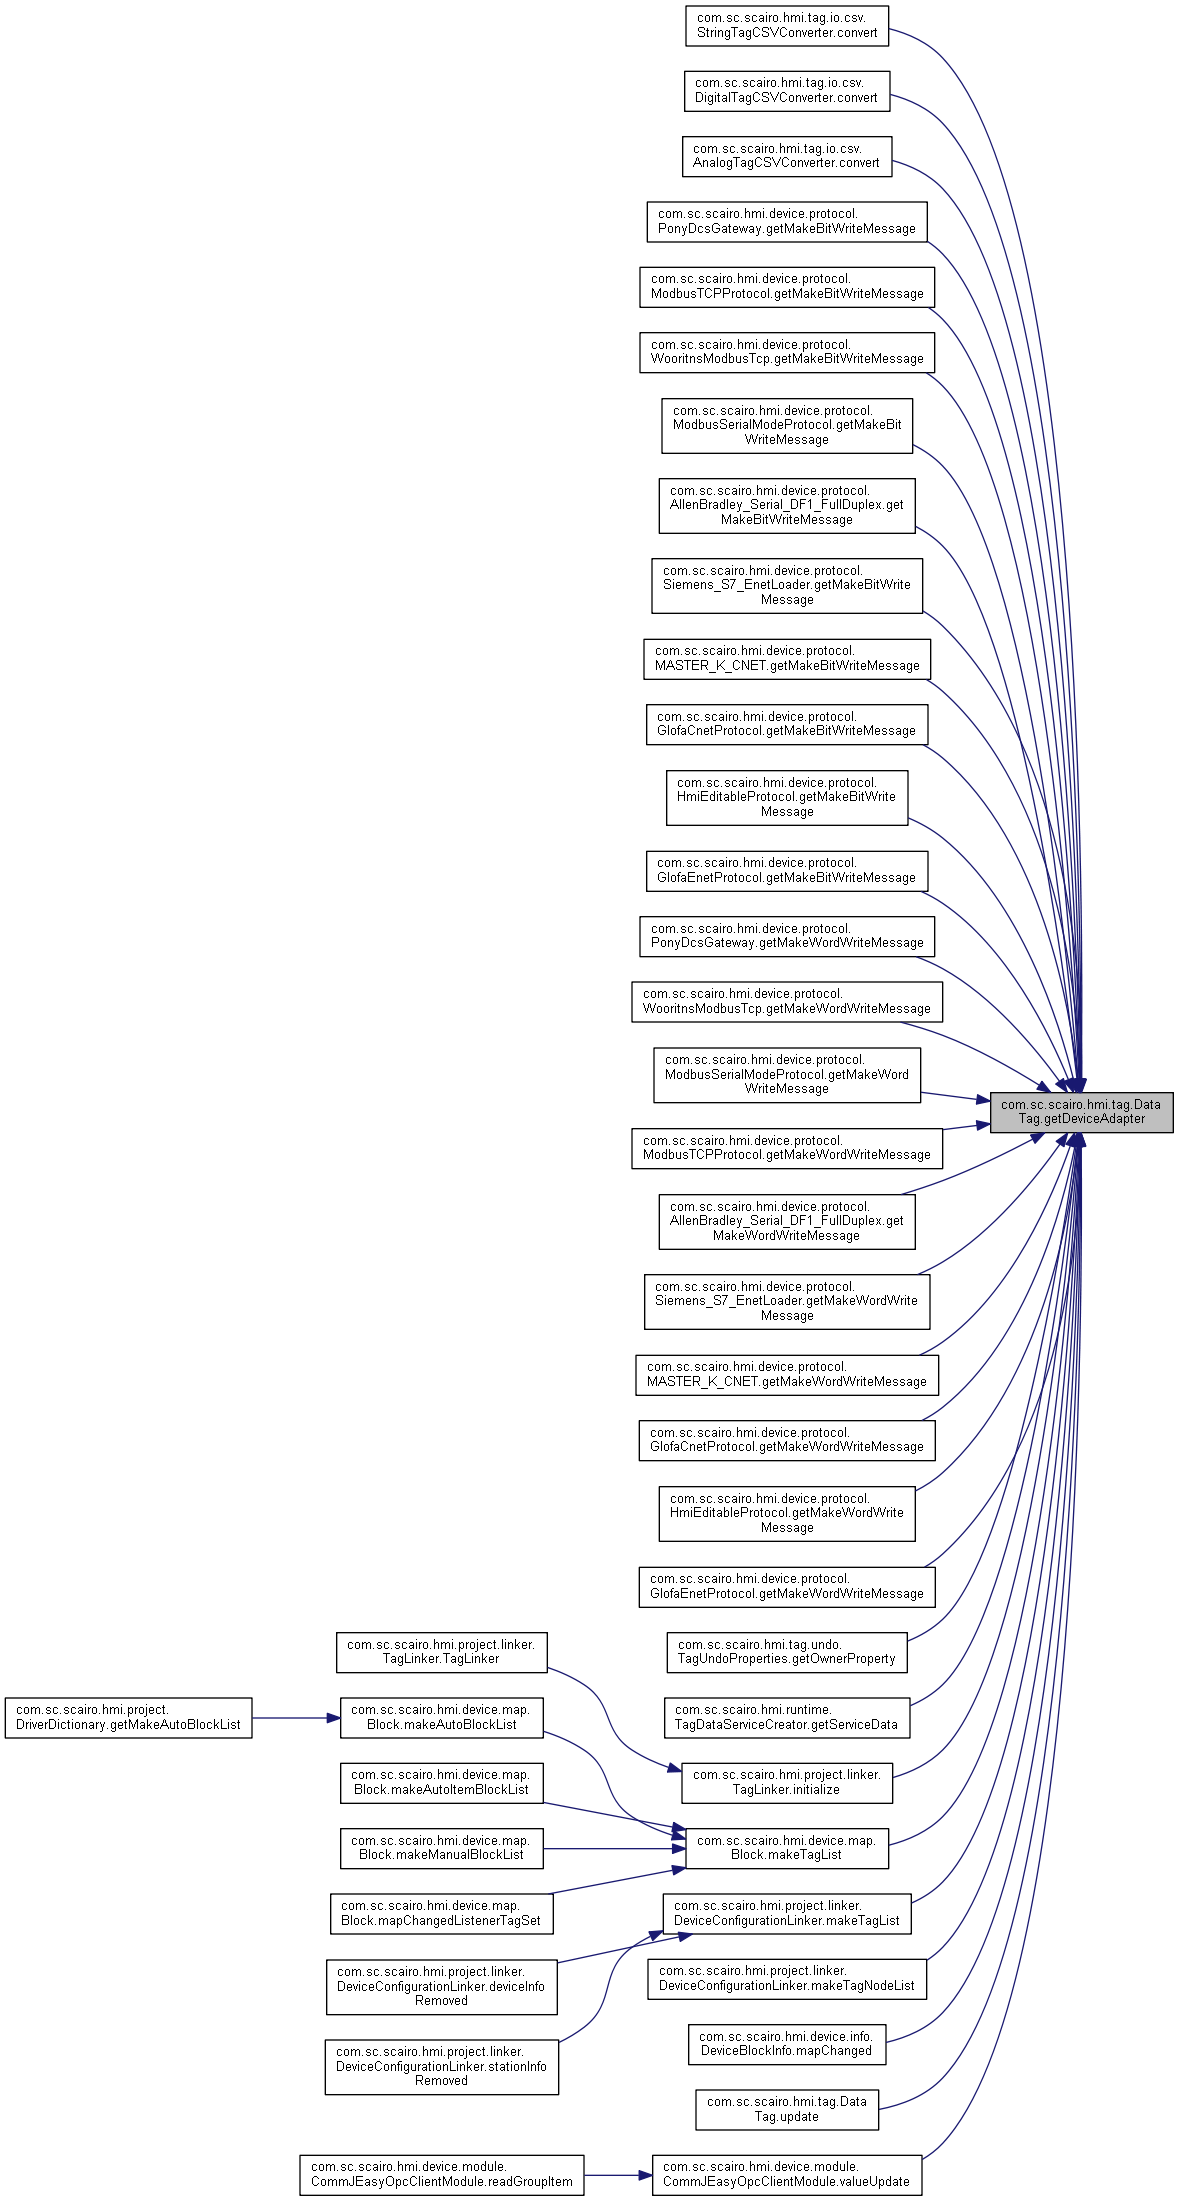 com.sc.scairo.hmi.tag.io.csv.
StringTagCSVConverter.convert
com.sc.scairo.hmi.tag.io.csv.
DigitalTagCSVConverter.convert
com.sc.scairo.hmi.tag.io.csv.
AnalogTagCSVConverter.convert
com.sc.scairo.hmi.device.protocol.
PonyDcsGateway.getMakeBitWriteMessage
com.sc.scairo.hmi.device.protocol.
ModbusTCPProtocol.getMakeBitWriteMessage
com.sc.scairo.hmi.device.protocol.
WooritnsModbusTcp.getMakeBitWriteMessage
com.sc.scairo.hmi.device.protocol.
ModbusSerialModeProtocol.getMakeBit
WriteMessage
com.sc.scairo.hmi.device.protocol.
AllenBradley_Serial_DF1_FullDuplex.get
MakeBitWriteMessage
com.sc.scairo.hmi.device.protocol.
Siemens_S7_EnetLoader.getMakeBitWrite
Message
com.sc.scairo.hmi.device.protocol.
MASTER_K_CNET.getMakeBitWriteMessage
com.sc.scairo.hmi.device.protocol.
GlofaCnetProtocol.getMakeBitWriteMessage
com.sc.scairo.hmi.device.protocol.
HmiEditableProtocol.getMakeBitWrite
Message
com.sc.scairo.hmi.device.protocol.
GlofaEnetProtocol.getMakeBitWriteMessage
com.sc.scairo.hmi.device.protocol.
PonyDcsGateway.getMakeWordWriteMessage
com.sc.scairo.hmi.device.protocol.
WooritnsModbusTcp.getMakeWordWriteMessage
com.sc.scairo.hmi.device.protocol.
ModbusSerialModeProtocol.getMakeWord
WriteMessage
com.sc.scairo.hmi.tag.Data
Tag.getDeviceAdapter
com.sc.scairo.hmi.device.protocol.
ModbusTCPProtocol.getMakeWordWriteMessage
com.sc.scairo.hmi.device.protocol.
AllenBradley_Serial_DF1_FullDuplex.get
MakeWordWriteMessage
com.sc.scairo.hmi.device.protocol.
Siemens_S7_EnetLoader.getMakeWordWrite
Message
com.sc.scairo.hmi.device.protocol.
MASTER_K_CNET.getMakeWordWriteMessage
com.sc.scairo.hmi.device.protocol.
GlofaCnetProtocol.getMakeWordWriteMessage
com.sc.scairo.hmi.device.protocol.
HmiEditableProtocol.getMakeWordWrite
Message
com.sc.scairo.hmi.device.protocol.
GlofaEnetProtocol.getMakeWordWriteMessage
com.sc.scairo.hmi.tag.undo.
TagUndoProperties.getOwnerProperty
com.sc.scairo.hmi.project.linker.
TagLinker.TagLinker
com.sc.scairo.hmi.project.
DriverDictionary.getMakeAutoBlockList
com.sc.scairo.hmi.device.map.
Block.makeAutoBlockList
com.sc.scairo.hmi.runtime.
TagDataServiceCreator.getServiceData
com.sc.scairo.hmi.device.map.
Block.makeAutoItemBlockList
com.sc.scairo.hmi.project.linker.
TagLinker.initialize
com.sc.scairo.hmi.device.map.
Block.makeManualBlockList
com.sc.scairo.hmi.device.map.
Block.makeTagList
com.sc.scairo.hmi.device.map.
Block.mapChangedListenerTagSet
com.sc.scairo.hmi.project.linker.
DeviceConfigurationLinker.makeTagList
com.sc.scairo.hmi.project.linker.
DeviceConfigurationLinker.deviceInfo
Removed
com.sc.scairo.hmi.project.linker.
DeviceConfigurationLinker.makeTagNodeList
com.sc.scairo.hmi.project.linker.
DeviceConfigurationLinker.stationInfo
Removed
com.sc.scairo.hmi.device.info.
DeviceBlockInfo.mapChanged
com.sc.scairo.hmi.tag.Data
Tag.update
com.sc.scairo.hmi.device.module.
CommJEasyOpcClientModule.readGroupItem
com.sc.scairo.hmi.device.module.
CommJEasyOpcClientModule.valueUpdate